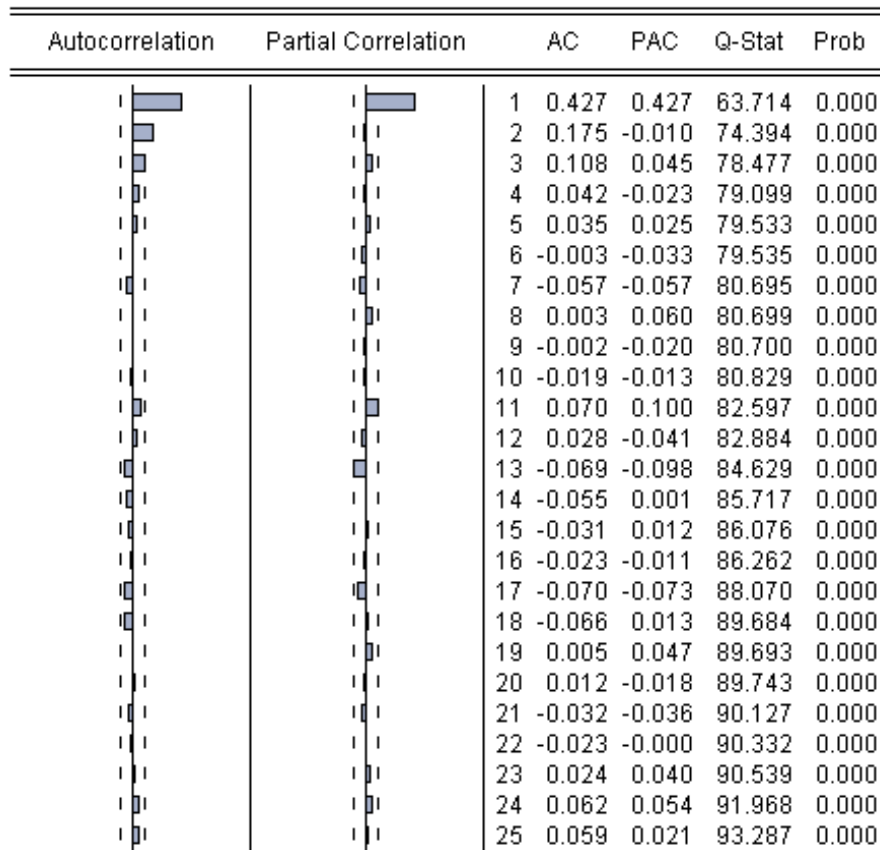 Autocorrelation Partial Correlation AC PAC Q-Stat Prob
1 0.427 0.427 63.714 0.000
2 0.175 -0.010 74.394 0.000
3 0.108 0.045 78.477 0.000
4 0.042 -0.023 79.099 0.000
5 0.035 0.025 79.533 0.000
6 -0.003 -0.033 79.535 0.000
7 -0.057 -0.057 80.695 0.000
8 0.003 0.060 80.699 0.000
9 -0.002 -0.020 80.700 0.000
10 -0.019 -0.013 80.829 0.000
11 0.070 0.100 82.597 0.000
12 0.028 -0.041 82.884 0.000
13 -0.069 -0.098 84.629 0.000
14 -0.055 0.001 85.717 0.000
15 -0.031 0.012 86.076 0.000
16 -0.023 -0.011 86.262 0.000
17 -0.070 -0.073 88.070 0.000
18 -0.066 0.013 89.684 0.000
19 0.005 0.047 89.693 0.000
20 0.012 -0.018 89.743 0.000
21 -0.032 -0.036 90.127 0.000
22 -0.023 -0.000 90.332 0.000
23 0.024 0.040 90.539 0.000
24 0.062 0.054 91.968 0.000
25 0.059 0.021 93.287 0.000